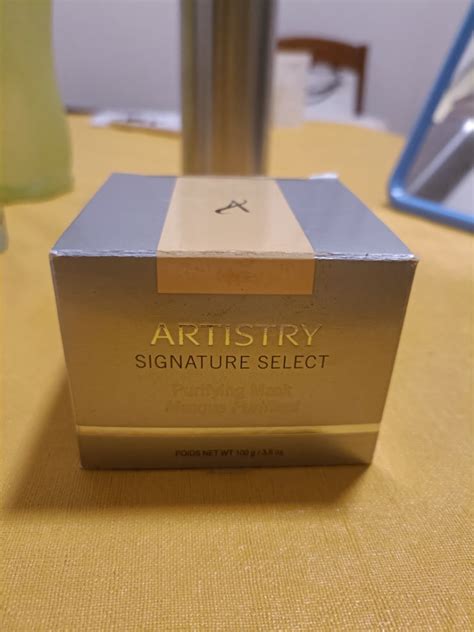 A
ARTISTRY
SIGNATURE SELECT
Purifying Mask
Masque Purifiant
POIDS NET WT 100 g / 3.5 oz